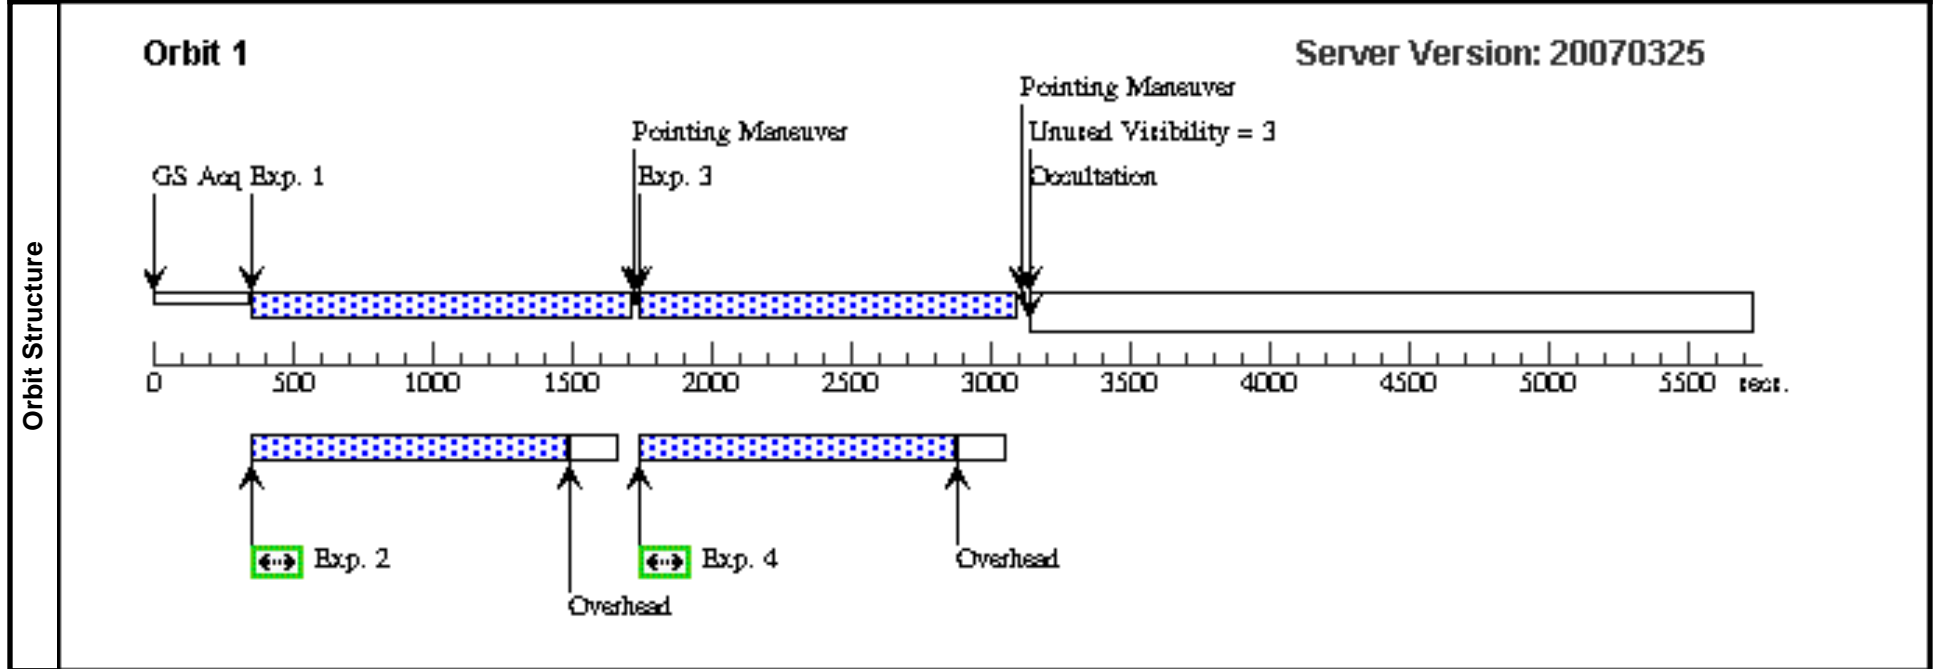 Orbit Structure
Orbit 1
Server Version: 20070325
Pointing Maneuver
Pointing Maneuver
Unused Visibility = 3
GS Acq
Exp. 1
Exp. 3
Occultation
0 500 1000 1500 2000 2500 3000 3500 4000 4500 5000 5500 secs.
Exp. 2
Exp. 4
Overhead
Overhead